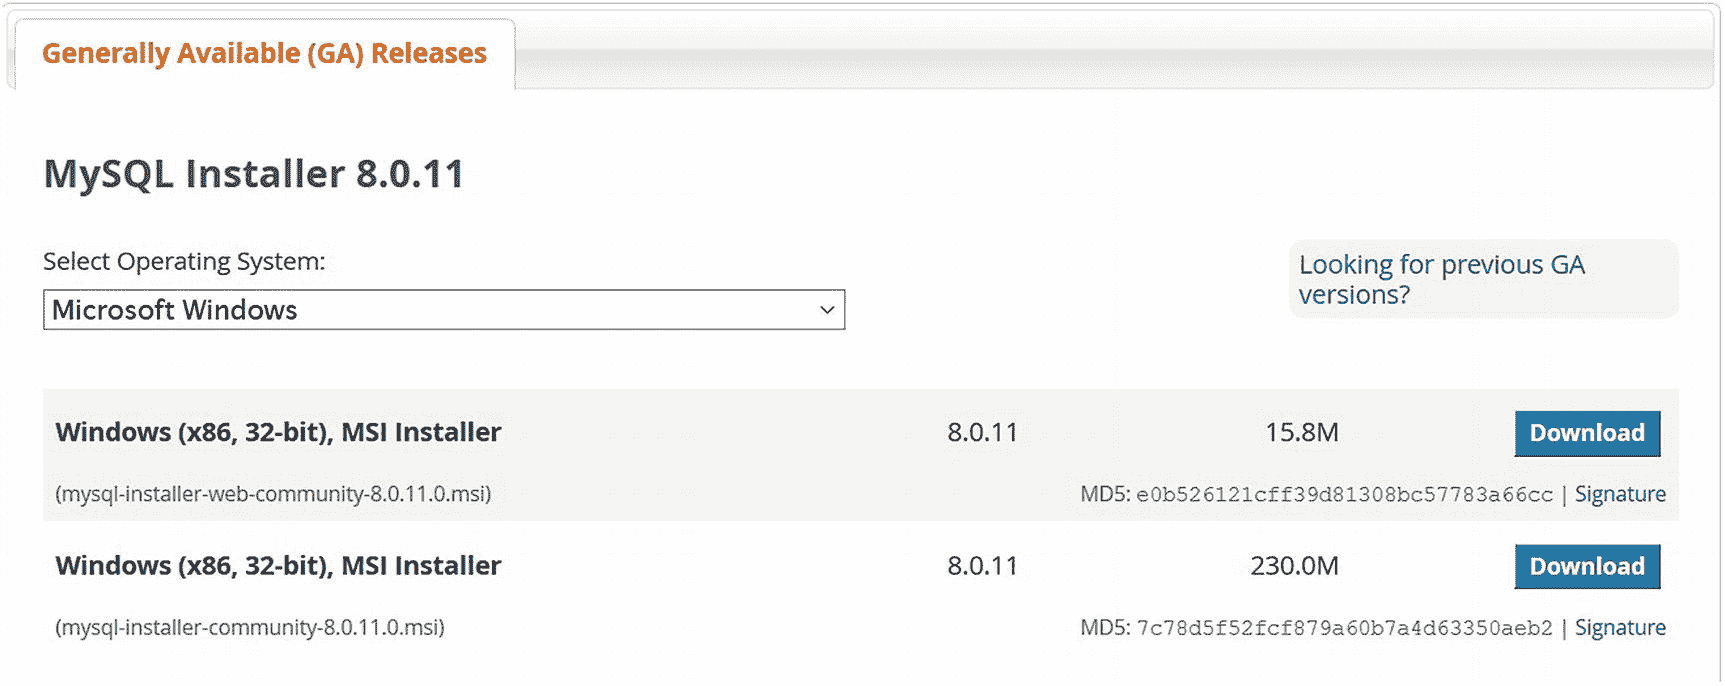 Generally Available (GA) Releases
MySQL Installer 8.0.11
Select Operating System:
Microsoft Windows
Looking for previous GA
versions?
Windows (x86, 32-bit), MSI Installer 8.0.11 15.8M Download
(mysql-installer-web-community-8.0.11.0.msi) MD5: e0b526121cff39d81308bc57783a66cc | Signature
Windows (x86, 32-bit), MSI Installer 8.0.11 230.0M Download
(mysql-installer-community-8.0.11.0.msi) MD5: 7c78d5f52fcf879a60b7a4d63350aeb2 | Signature